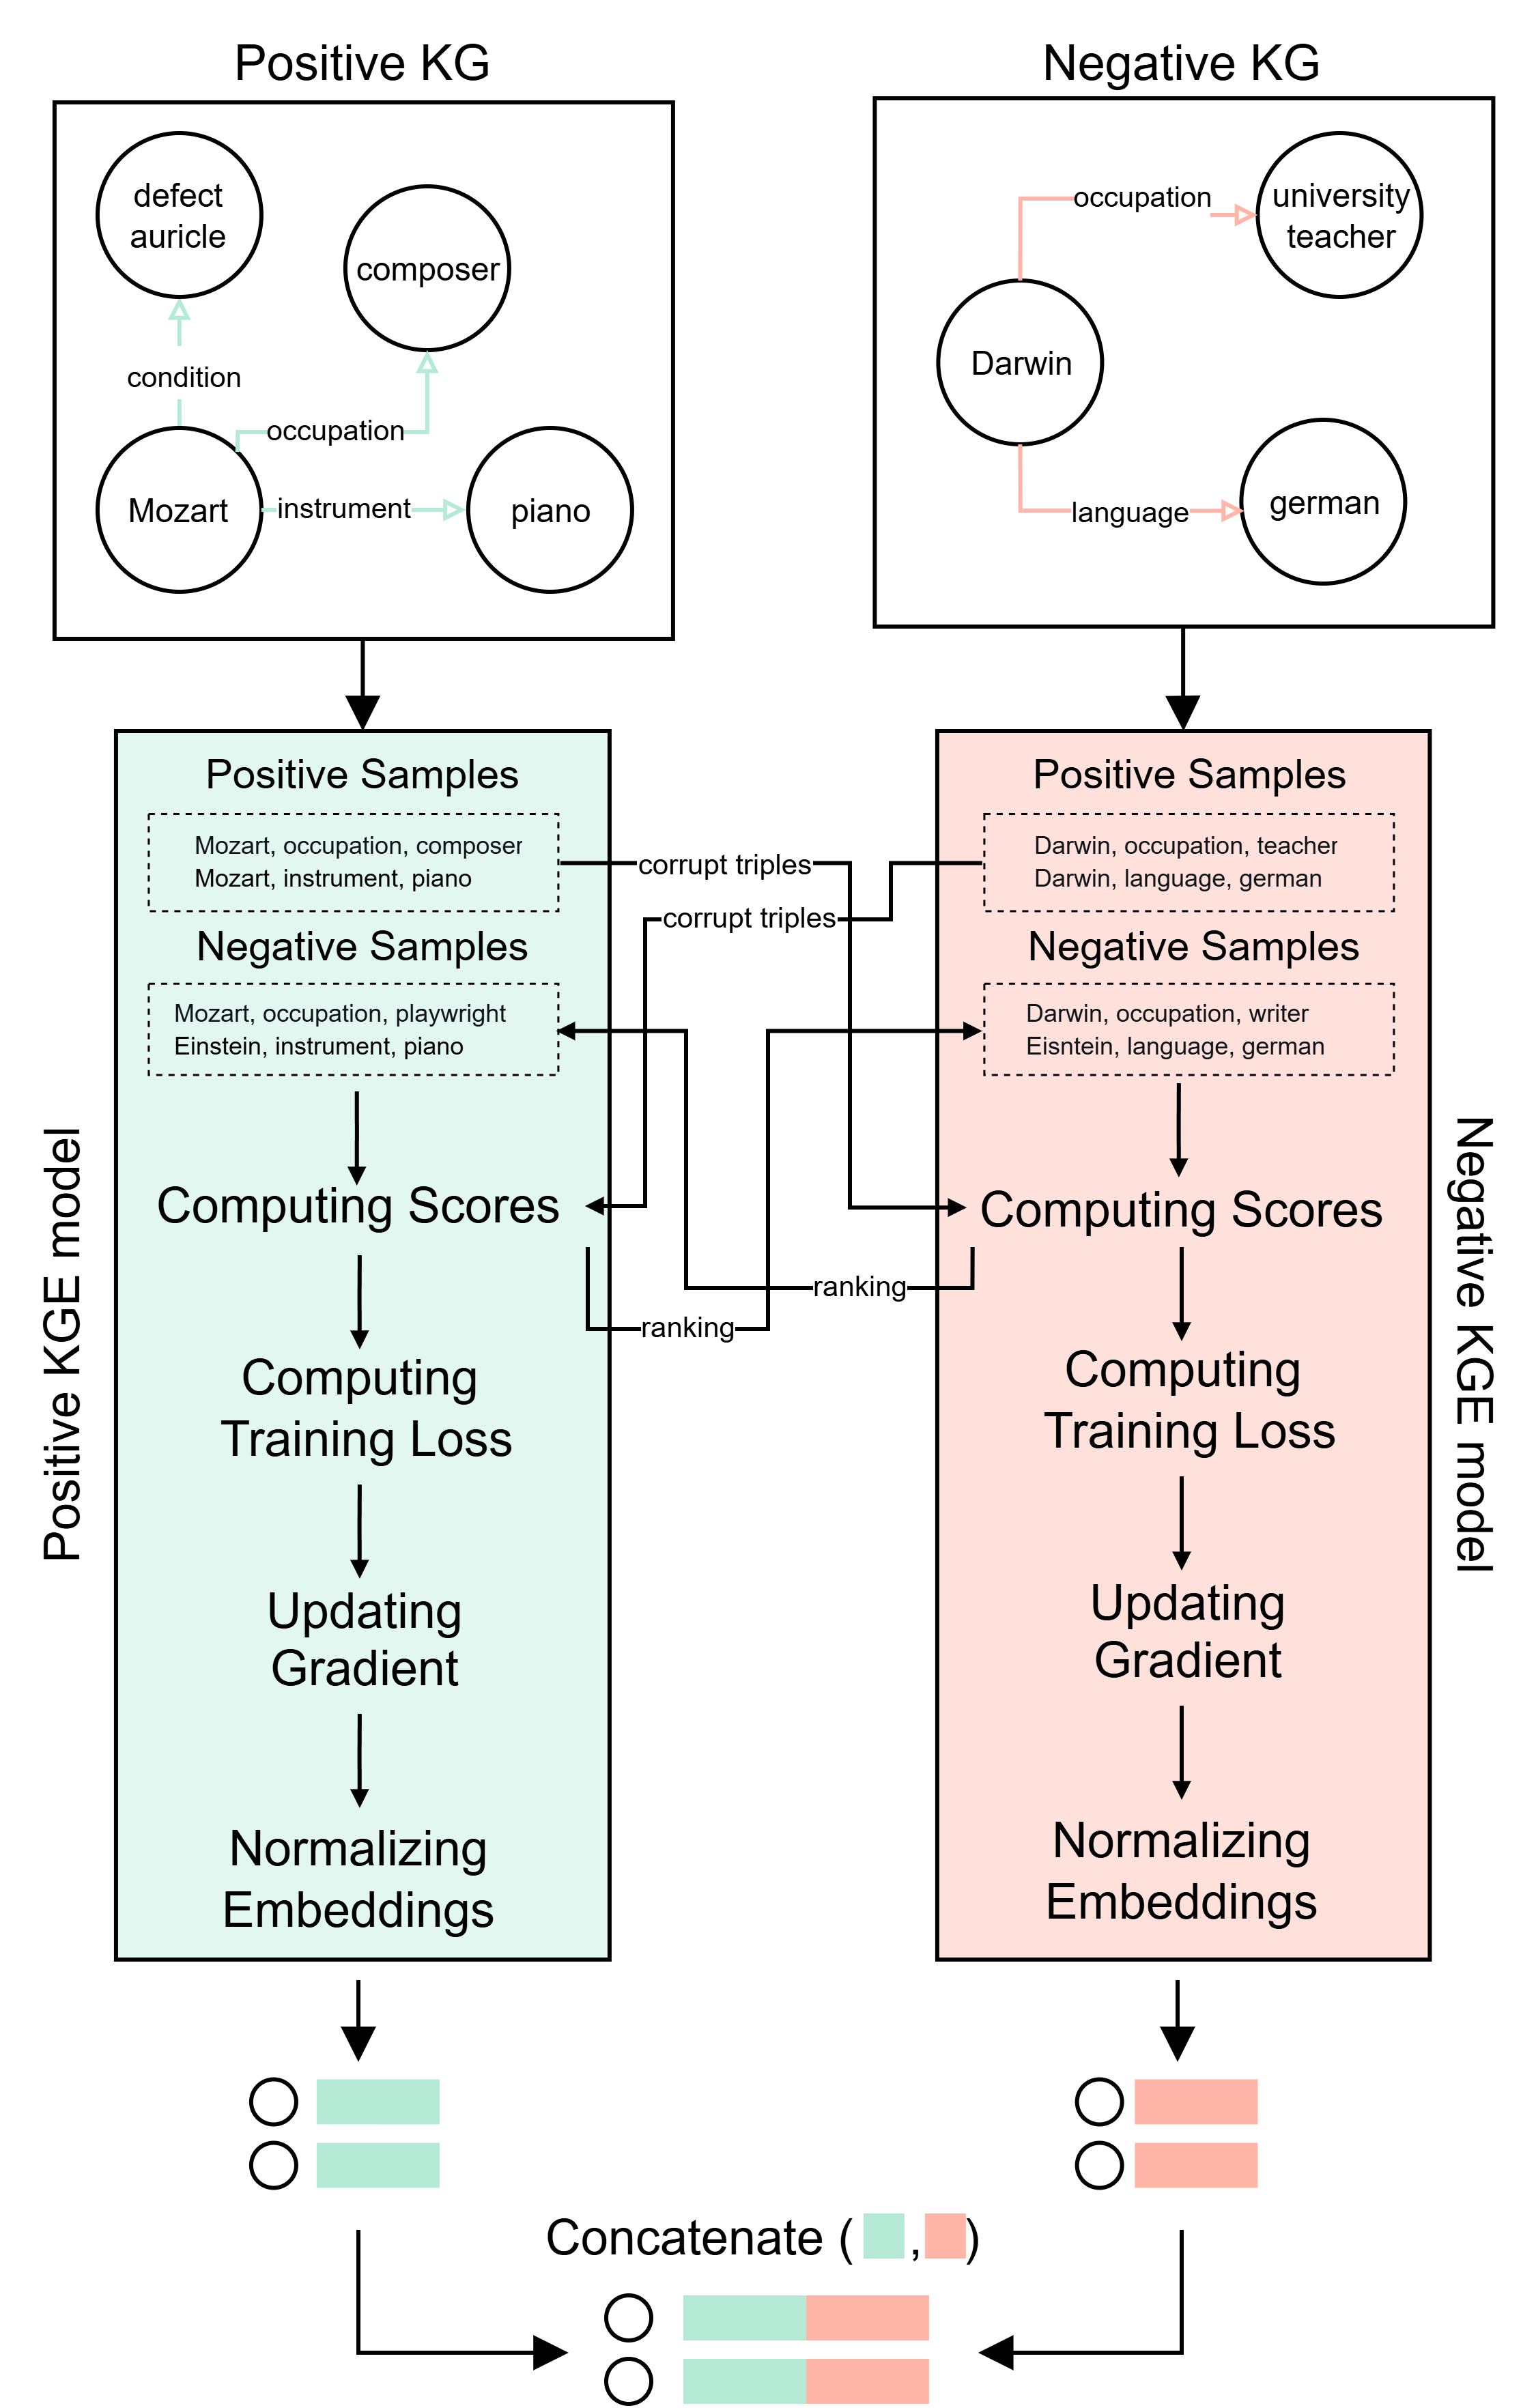 Positive KG
Negative KG
defect
auricle
composer
condition
occupation
Mozart
instrument
piano
occupation
university
teacher
Darwin
language
german
Positive Samples
Mozart, occupation, composer
Mozart, instrument, piano
Negative Samples
Mozart, occupation, playwright
Einstein, instrument, piano
Computing Scores
Computing
Training Loss
Updating
Gradient
Normalizing
Embeddings
Positive KGE model
corrupt triples
corrupt triples
ranking
ranking
Positive Samples
Darwin, occupation, teacher
Darwin, language, german
Negative Samples
Darwin, occupation, writer
Eisntein, language, german
Computing Scores
Computing
Training Loss
Updating
Gradient
Normalizing
Embeddings
Negative KGE model
Concatenate ( , )